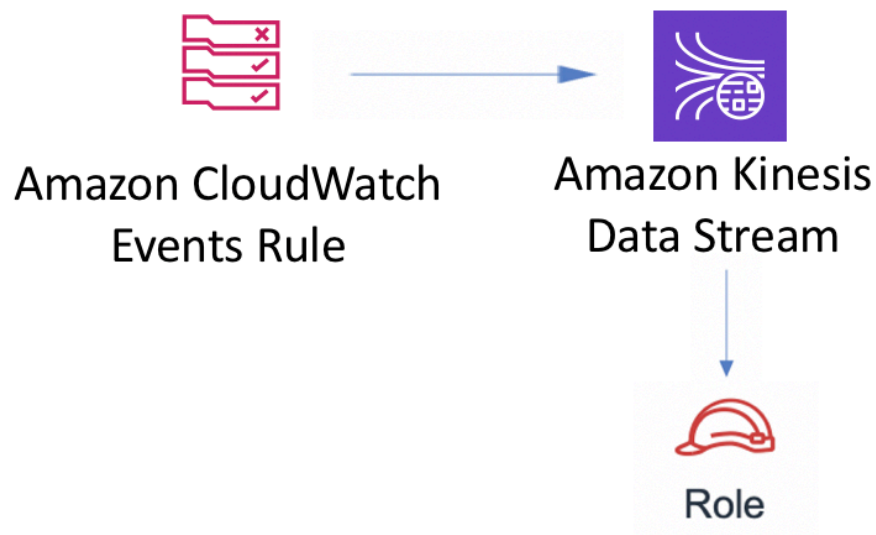 Amazon CloudWatch
Events Rule
Amazon Kinesis
Data Stream
Role